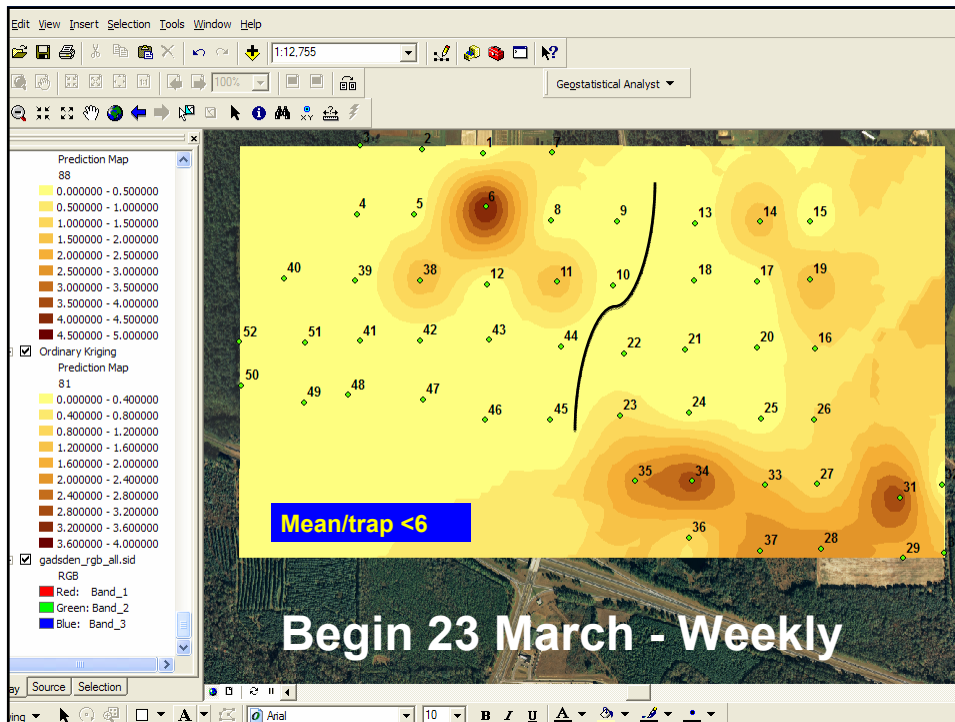 Edit View Insert Selection Tools Window Help
1:12,755
100%
Geostatistical Analyst
Prediction Map
88
0.000000 - 0.500000
0.500000 - 1.000000
1.000000 - 1.500000
1.500000 - 2.000000
2.000000 - 2.500000
2.500000 - 3.000000
3.000000 - 3.500000
3.500000 - 4.000000
4.000000 - 4.500000
4.500000 - 5.000000
Ordinary Kriging
Prediction Map
81
0.000000 - 0.400000
0.400000 - 0.800000
0.800000 - 1.200000
1.200000 - 1.600000
1.600000 - 2.000000
2.000000 - 2.400000
2.400000 - 2.800000
2.800000 - 3.200000
3.200000 - 3.600000
3.600000 - 4.000000
gadsden_rgb_all.sid
RGB
Red: Band_1
Green: Band_2
Blue: Band_3
Source Selection
3 2 1 7
4 5 6 8 9 13 14 15
40 39 38 12 11 10 18 17 19
52 51 41 42 43 44 22 21 20 16
50 49 48 47 46 45 23 24 25 26
35 34 33 27 31
36 37 28 29
Mean/trap <6
Begin 23 March - Weekly
Arial 10 B I U A